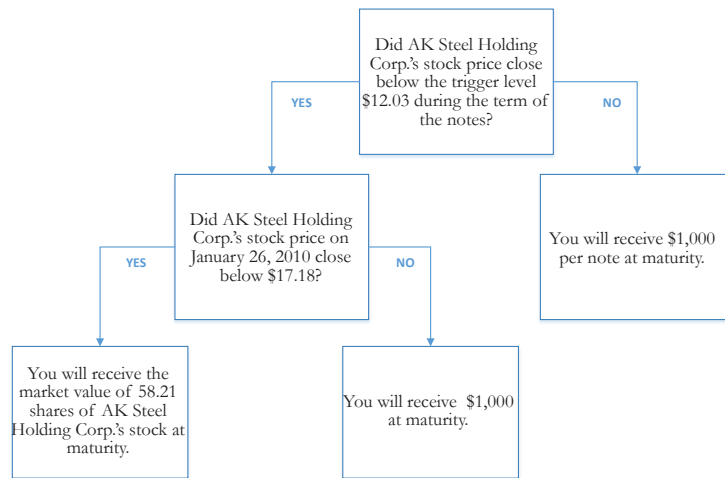 Did AK Steel Holding
Corp.'s stock price close
below the trigger level
$12.03 during the term of
the notes?
YES
NO
Did AK Steel Holding
Corp.'s stock price on
January 26, 2010 close
below $17.18?
You will receive $1,000
per note at maturity.
YES
NO
You will receive the
market value of 58.21
shares of AK Steel
Holding Corp.'s stock at
maturity.
You will receive $1,000
at maturity.